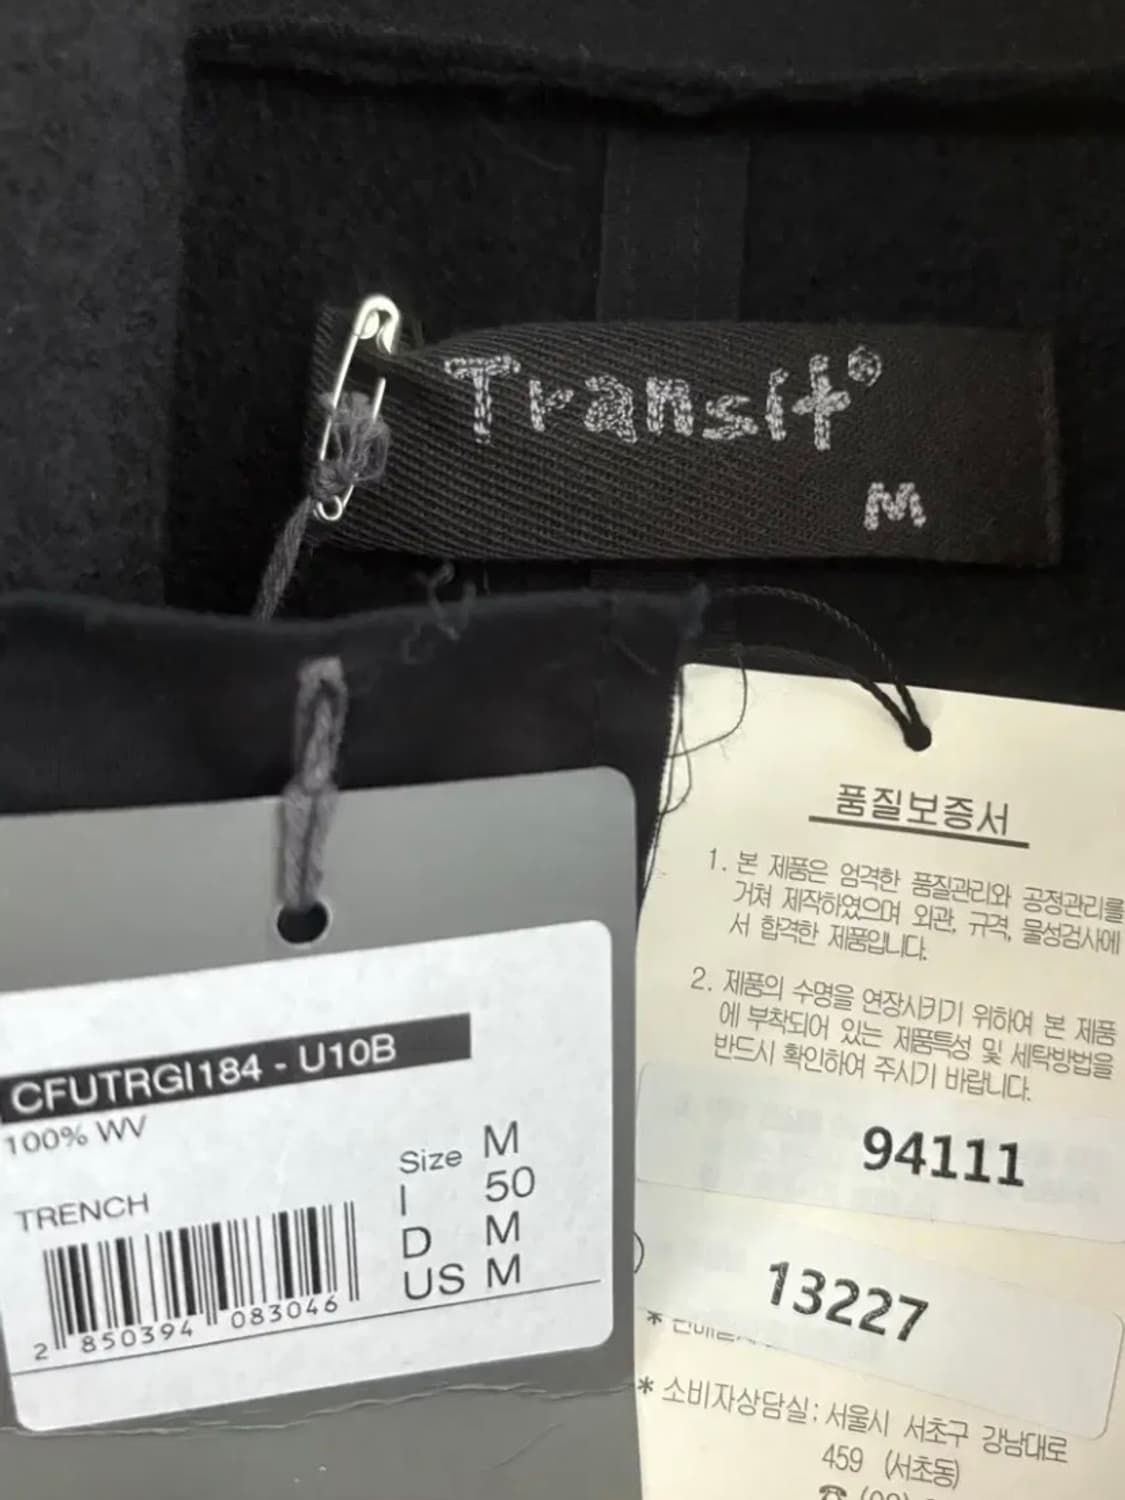 Transit®
M
CFUTRGI184 - U10B
100% WV
TRENCH
Size M
I 50
D M
US M
2 850394 083046
품질보증서
1. 본 제품은 엄격한 품질관리와 공정관리를
거쳐 제작하였으며 외관, 규격, 물성검사에
서 합격한 제품입니다.
2. 제품의 수명을 연장시키기 위하여 본 제품
에 부착되어 있는 제품특성 및 세탁방법을
반드시 확인하여 주시기 바랍니다.
94111
13227
* 소비자상담실: 서울시 서초구 강남대로
459 (서초동)